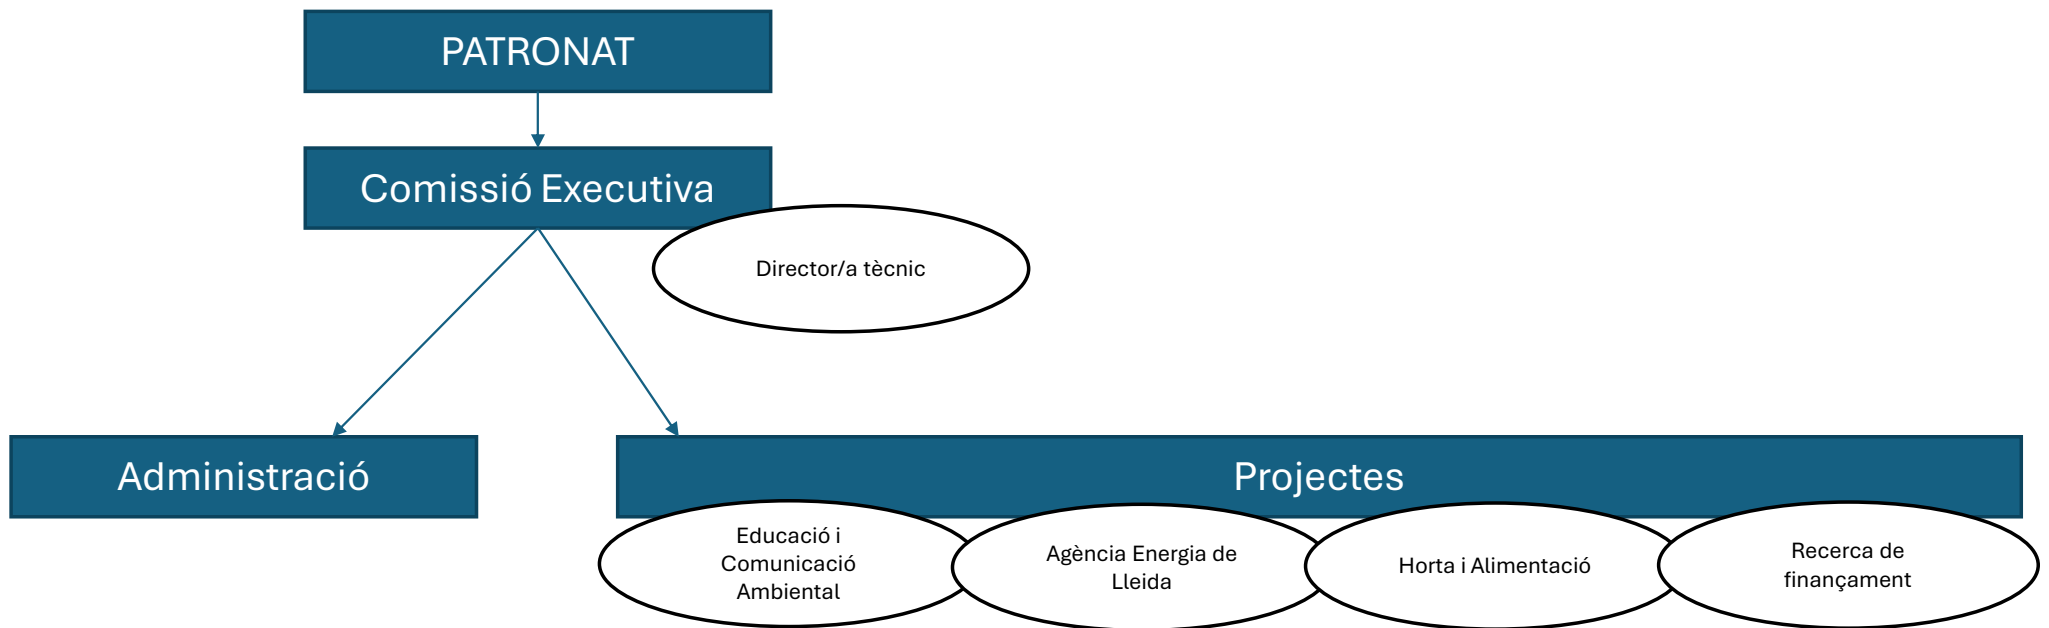 PATRONAT
Comissió Executiva
Director/a tècnic
Administració
Projectes
Educació i
Comunicació
Ambiental
Agència Energia de
Lleida
Horta i Alimentació
Recerca de
finançament